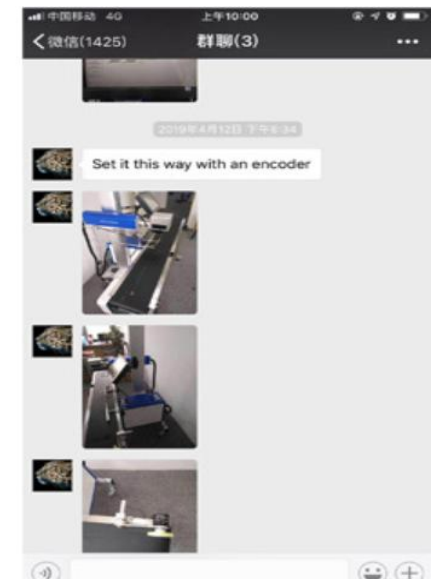 中国移动 4G 上午10:00
微信(1425) 群聊(3)
2019年4月12日 下午6:34
Set it this way with an encoder